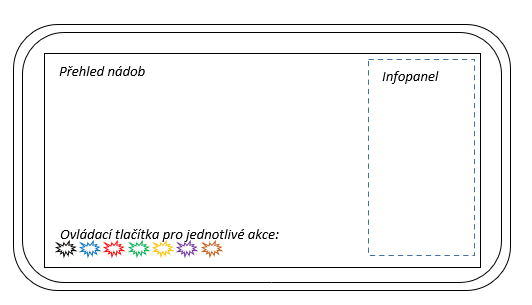 Přehled nádob
Infopanel
Ovládací tlačítka pro jednotlivé akce: